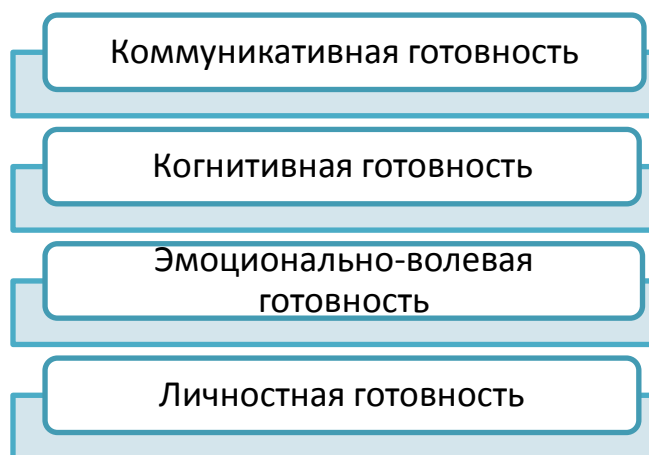 Коммуникативная готовность
Когнитивная готовность
Эмоционально-волевая
готовность
Личностная готовность